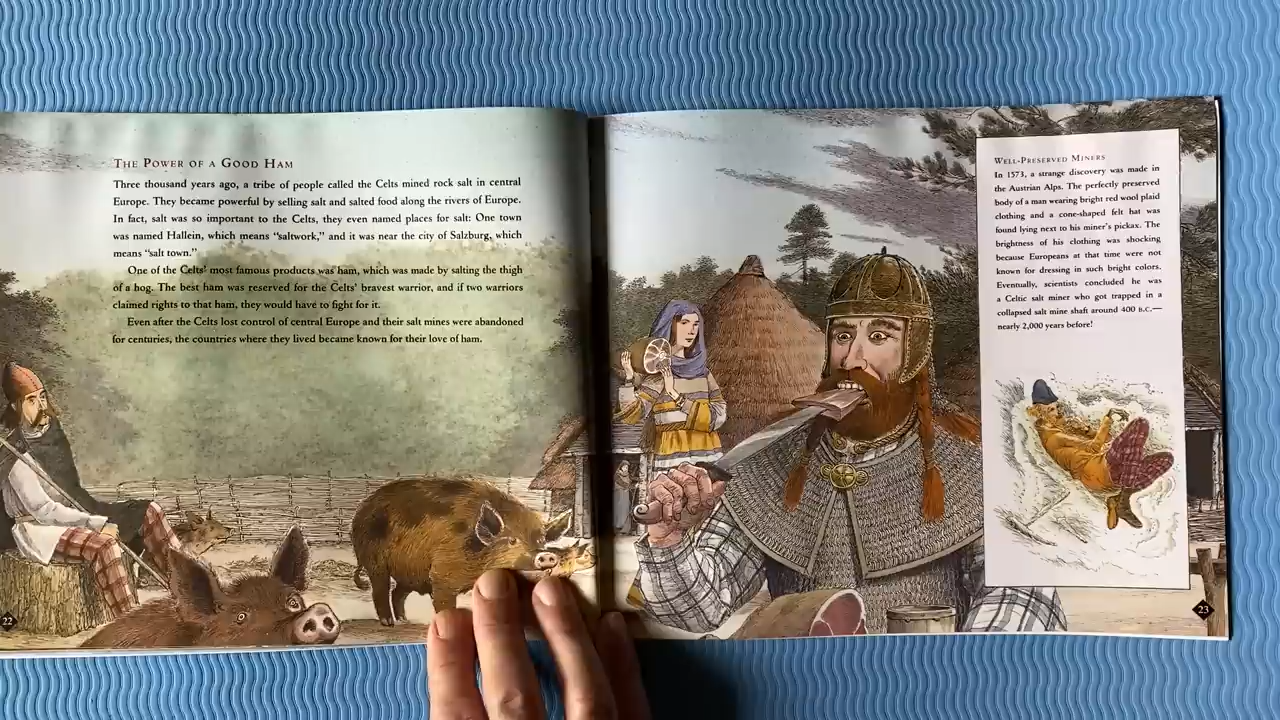 THE POWER OF A GOOD HAM
Three thousand years ago, a tribe of people called the Celts mined rock salt in central
Europe. They became powerful by selling salt and salted food along the rivers of Europe.
In fact, salt was so important to the Celts, they even named places for salt: One town
was named Hallein, which means “saltwork,” and it was near the city of Salzburg, which
means “salt town.”
One of the Celts’ most famous products was ham, which was made by salting the thigh
of a hog. The best ham was reserved for the Celts’ bravest warrior, and if two warriors
claimed rights to that ham, they would have to fight for it.
Even after the Celts lost control of central Europe and their salt mines were abandoned
for centuries, the countries where they lived became known for their love of ham.
22
WELL-PRESERVED MINERS
In 1573, a strange discovery was made in
the Austrian Alps. The perfectly preserved
body of a man wearing bright red wool plaid
clothing and a cone-shaped felt hat was
found lying next to his miner’s pickax. The
brightness of his clothing was shocking
because Europeans at that time were not
known for dressing in such bright colors.
Eventually, scientists concluded he was
a Celtic salt miner who got trapped in a
collapsed salt mine shaft around 400 B.C.—
nearly 2,000 years before!
23